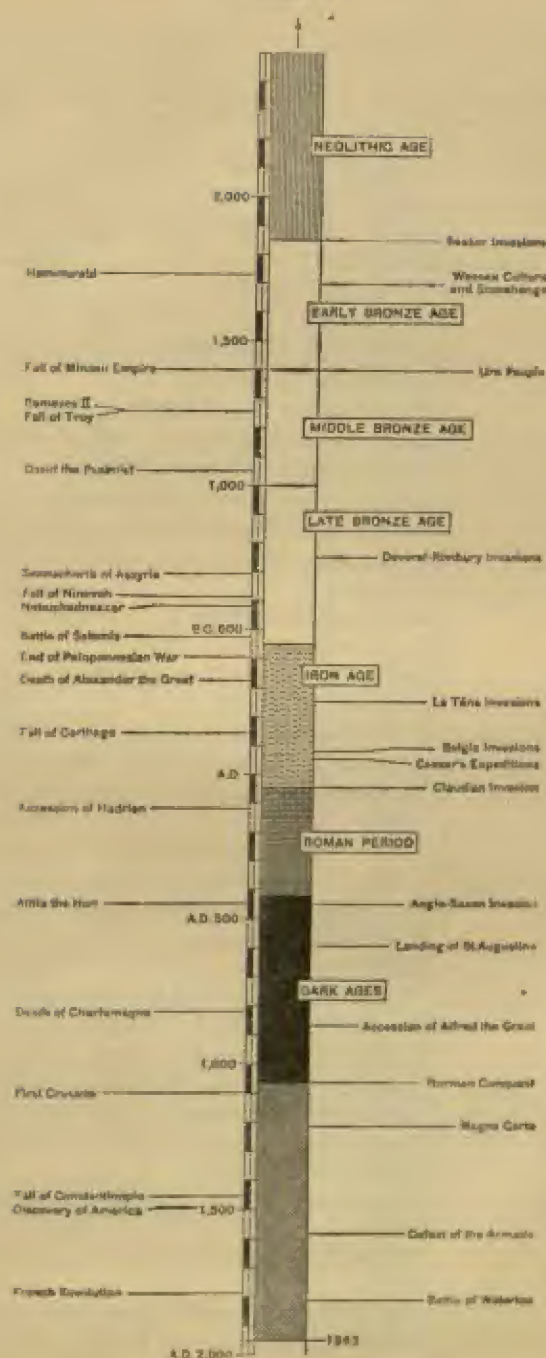 NEOLITHIC AGE
2,000
Beaker Invasions
Hammurabi
Wessex Culture
and Stonehenge
EARLY BRONZE AGE
1,500
Fall of Minoan Empire
Urn People
Rameses II
Fall of Troy
MIDDLE BRONZE AGE
David the Psalmist
1,000
LATE BRONZE AGE
Deverel-Rimbury Invasions
Sennacherib of Assyria
Fall of Nineveh
Nebuchadnezzar
B.C. 500
Battle of Salamis
End of Peloponnesian War
IRON AGE
Death of Alexander the Great
La Tène Invasions
Fall of Carthage
Belgic Invasions
Caesar's Expeditions
A.D.
Claudian Invasion
Accession of Hadrian
ROMAN PERIOD
Attila the Hun
Anglo-Saxon Invasion
A.D. 500
Landing of St Augustine
DARK AGES
Death of Charlemagne
Accession of Alfred the Great
1,000
Norman Conquest
First Crusade
Magna Carta
Fall of Constantinople
Discovery of America
1,500
Defeat of the Armada
French Revolution
Battle of Waterloo
A.D. 2,000